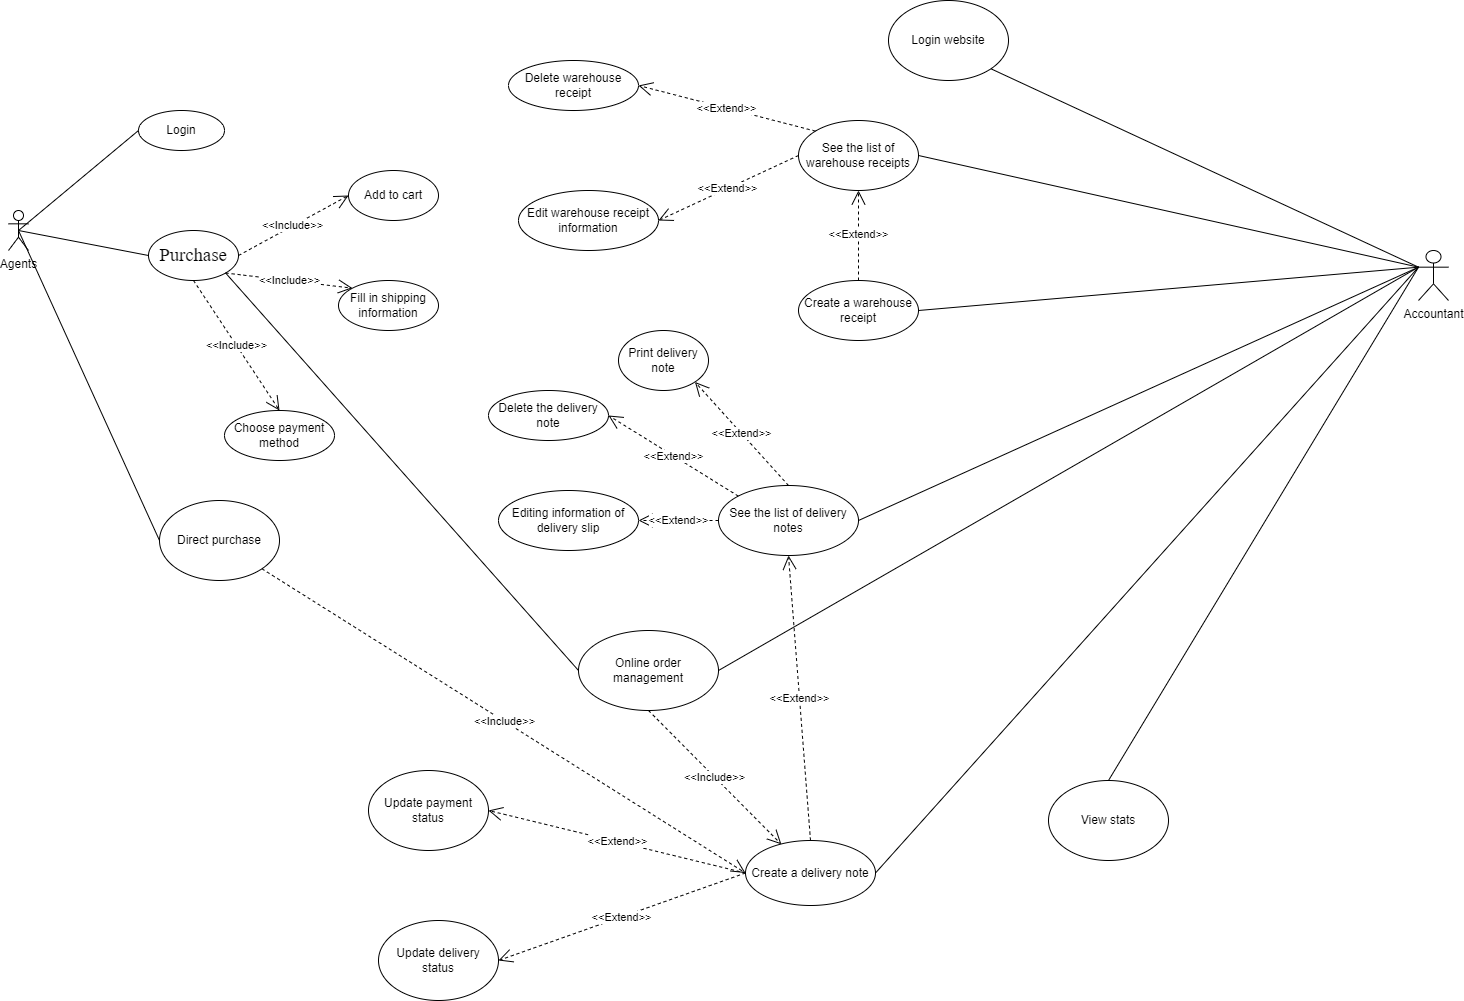 Login website
Delete warehouse
receipt
<<Extend>>
Login
See the list of
warehouse receipts
<<Extend>>
Add to cart
Edit warehouse receipt
information
<<Include>>
<<Extend>>
Agents
Purchase
<<Include>>
Fill in shipping
information
Create a warehouse
receipt
Accountant
<<Include>>
Print delivery
note
Choose payment
method
Delete the delivery
note
<<Extend>>
<<Extend>>
Editing information of
delivery slip
<<Extend>>
See the list of delivery
notes
Direct purchase
Online order
management
<<Extend>>
<<Include>>
<<Include>>
Update payment
status
<<Extend>>
View stats
Create a delivery note
<<Extend>>
Update delivery
status